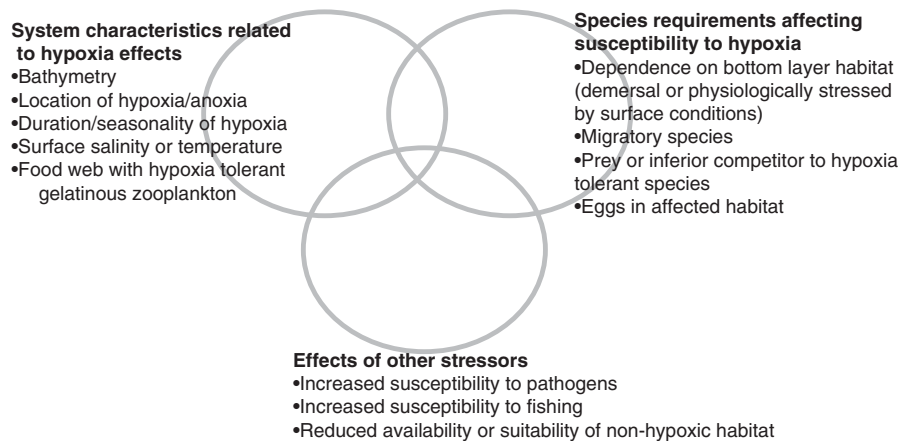 System characteristics related
to hypoxia effects
•Bathymetry
•Location of hypoxia/anoxia
•Duration/seasonality of hypoxia
•Surface salinity or temperature
•Food web with hypoxia tolerant
gelatinous zooplankton
Species requirements affecting
susceptibility to hypoxia
•Dependence on bottom layer habitat
(demersal or physiologically stressed
by surface conditions)
•Migratory species
•Prey or inferior competitor to hypoxia
tolerant species
•Eggs in affected habitat
Effects of other stressors
•Increased susceptibility to pathogens
•Increased susceptibility to fishing
•Reduced availability or suitability of non-hypoxic habitat